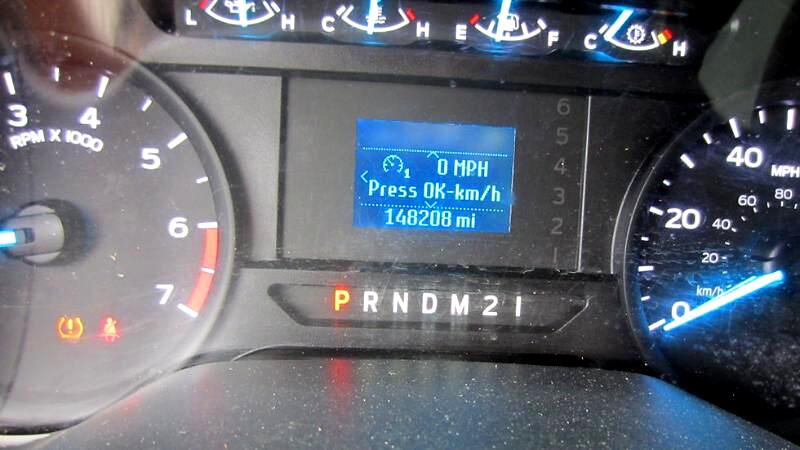 L H C H E F C H
3 4 5 6 7
RPM X 1000
0 MPH
Press OK-km/h
148208 mi
6
5
4
3
2
1
P R N D M 2 1
0 20 40
MPH
20 40 60 80
km/h